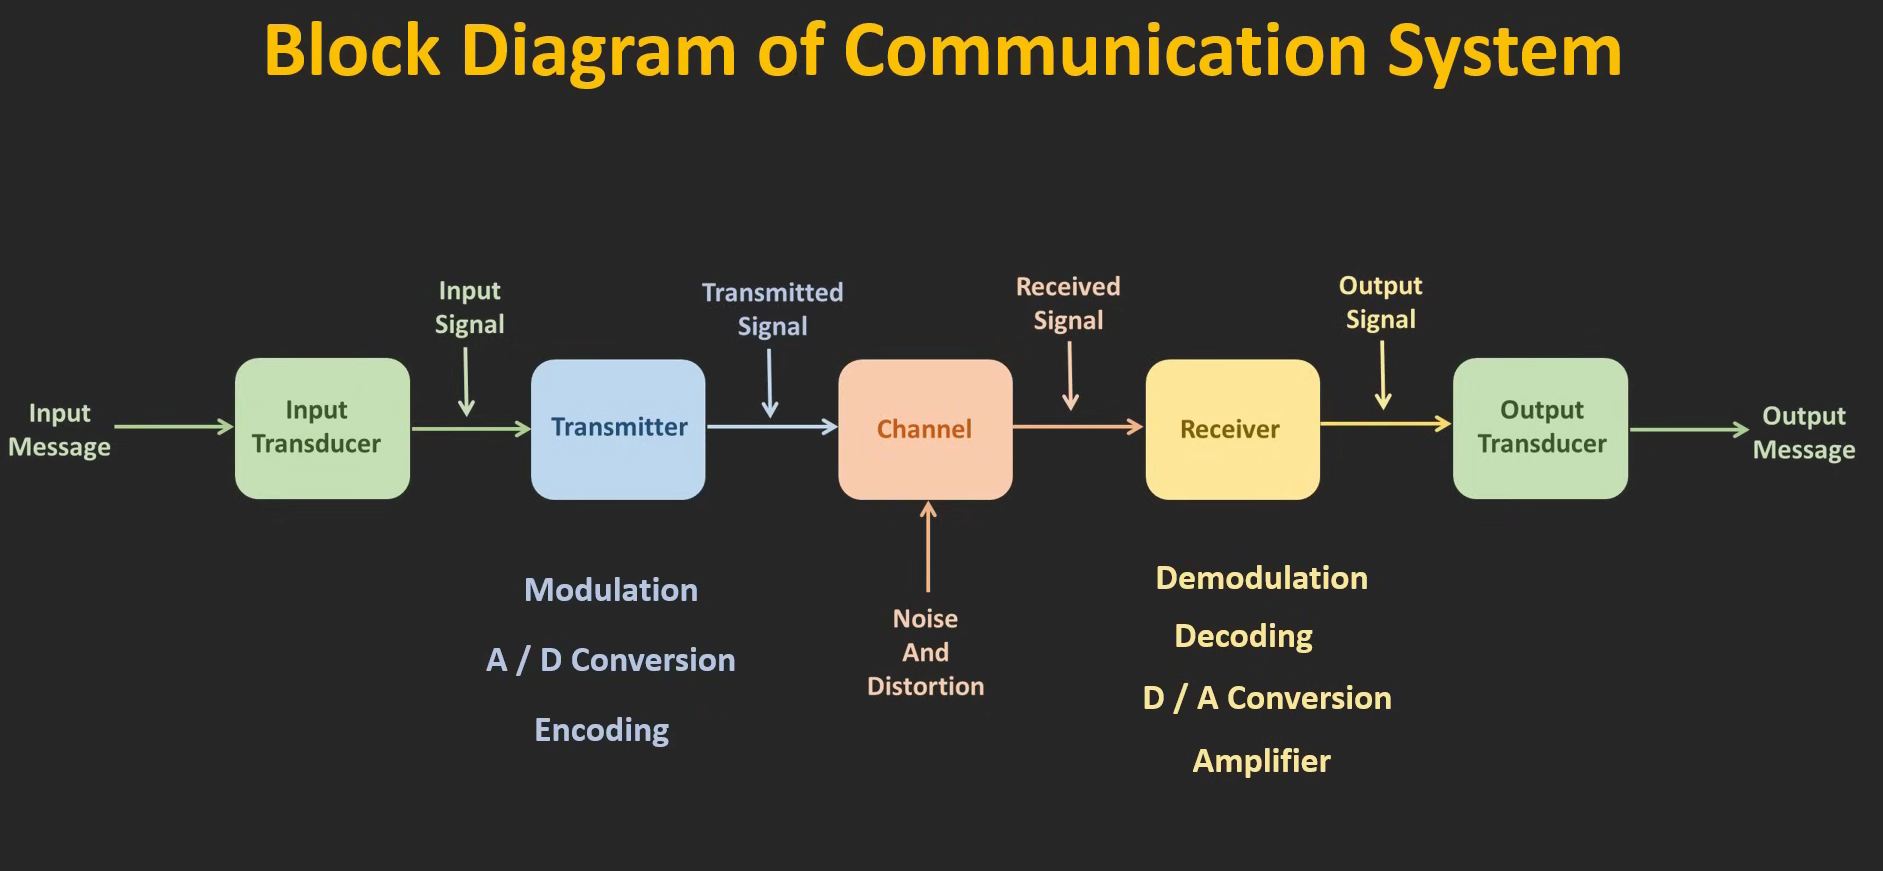 Block Diagram of Communication System
Input
Signal
Transmitted
Signal
Received
Signal
Output
Signal
Input
Message
Input
Transducer
Transmitter
Channel
Receiver
Output
Transducer
Output
Message
Modulation
A / D Conversion
Encoding
Noise
And
Distortion
Demodulation
Decoding
D / A Conversion
Amplifier